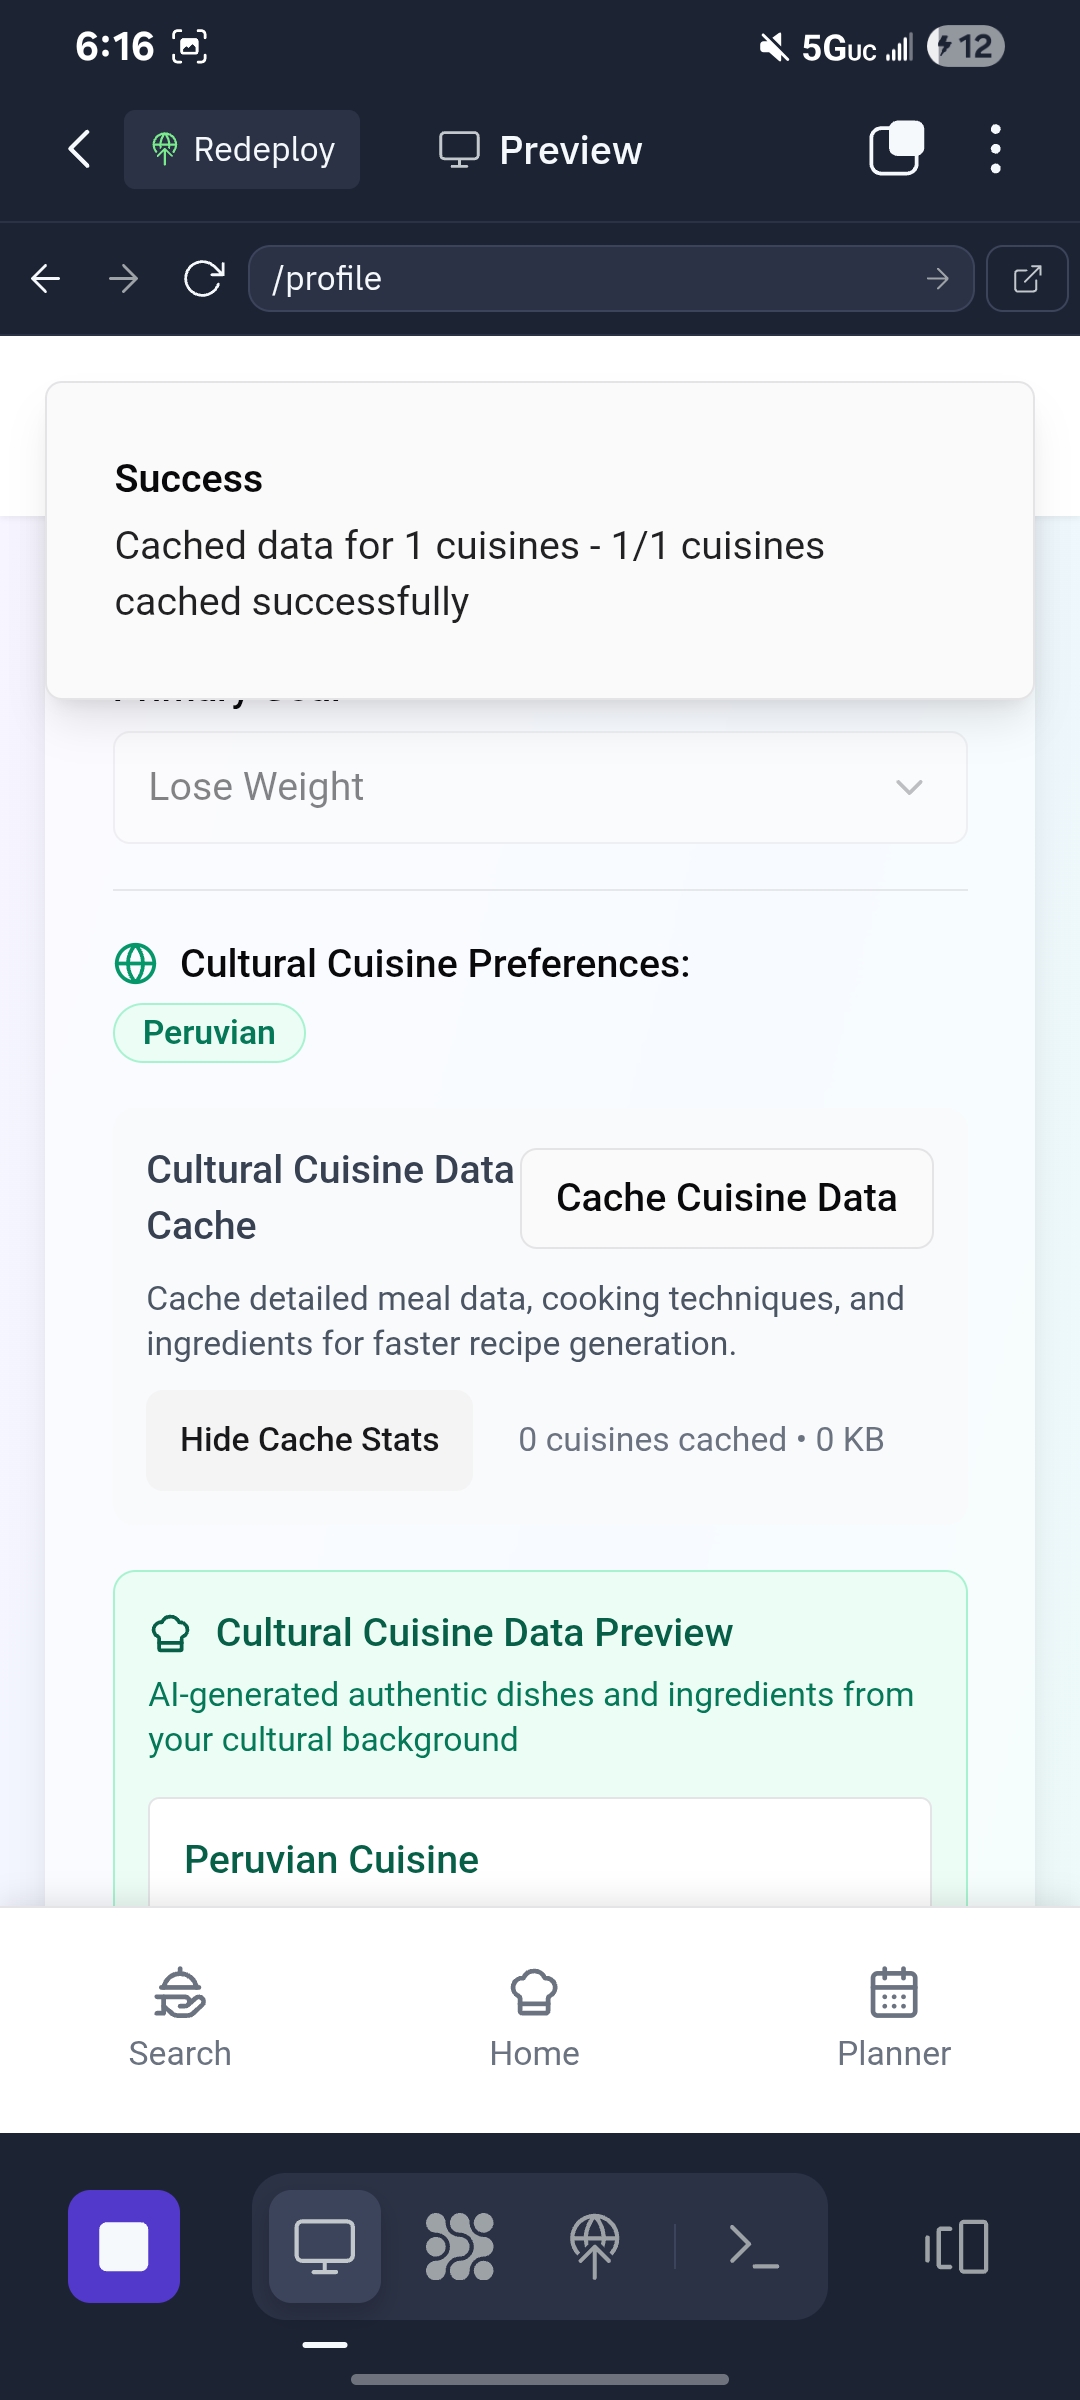 6:16
5GUC
12
Redeploy
Preview
/profile
Success
Cached data for 1 cuisines - 1/1 cuisines
cached successfully
Lose Weight
Cultural Cuisine Preferences:
Peruvian
Cultural Cuisine Data
Cache
Cache Cuisine Data
Cache detailed meal data, cooking techniques, and
ingredients for faster recipe generation.
Hide Cache Stats
0 cuisines cached • 0 KB
Cultural Cuisine Data Preview
AI-generated authentic dishes and ingredients from
your cultural background
Peruvian Cuisine
Search
Home
Planner